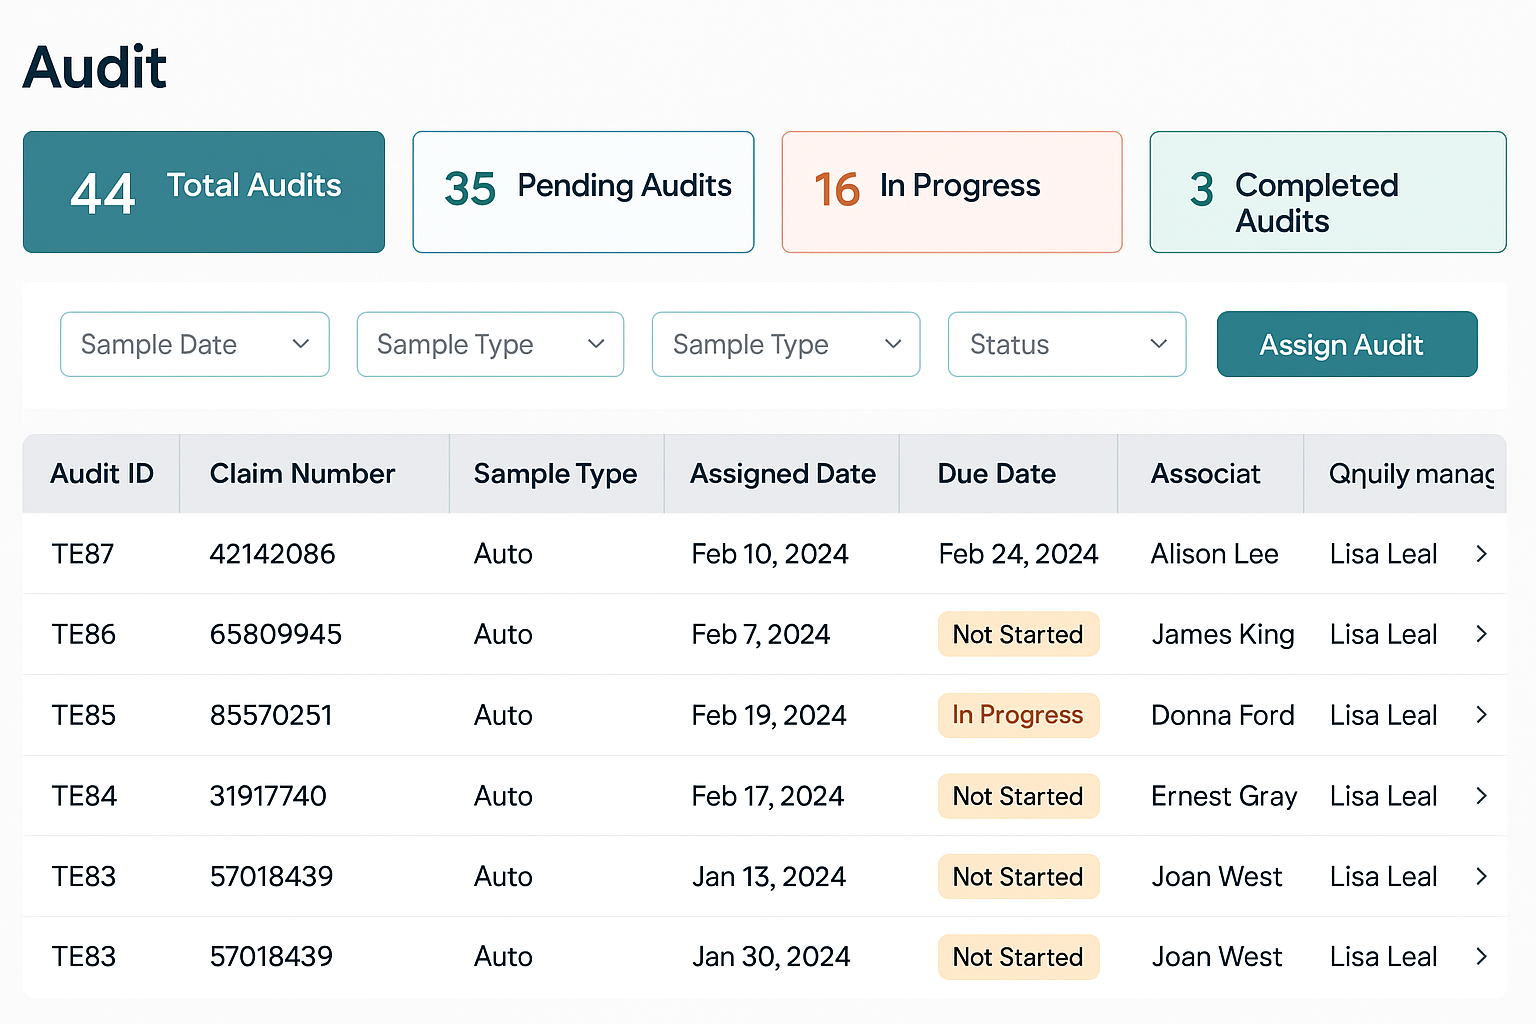 Audit
44 Total Audits
35 Pending Audits
16 In Progress
3 Completed
Audits
Sample Date
Sample Type
Sample Type
Status
Assign Audit
Audit ID Claim Number Sample Type Assigned Date Due Date Associat Qηuily manag
TE87 42142086 Auto Feb 10, 2024 Feb 24, 2024 Alison Lee Lisa Leal
TE86 65809945 Auto Feb 7, 2024 Not Started James King Lisa Leal
TE85 85570251 Auto Feb 19, 2024 In Progress Donna Ford Lisa Leal
TE84 31917740 Auto Feb 17, 2024 Not Started Ernest Gray Lisa Leal
TE83 57018439 Auto Jan 13, 2024 Not Started Joan West Lisa Leal
TE83 57018439 Auto Jan 30, 2024 Not Started Joan West Lisa Leal